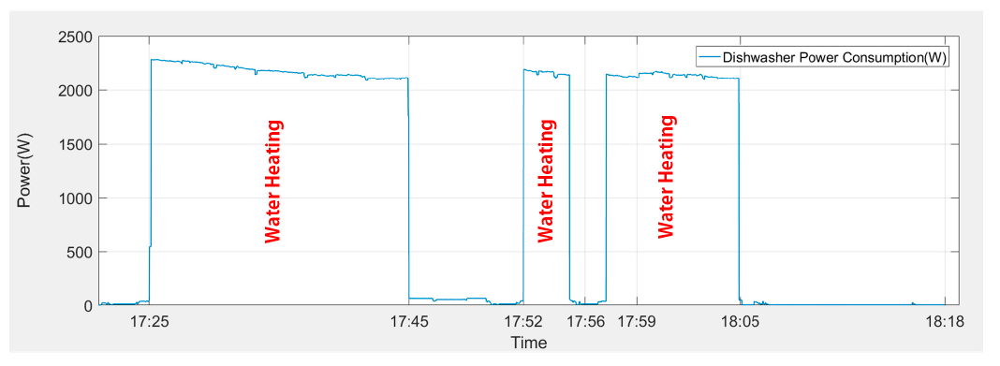 2500
Dishwasher Power Consumption(W)
2000
1500
1000
500
0
Power(W)
Water Heating
Water Heating
Water Heating
17:25 17:45 17:52 17:56 17:59 18:05 18:18
Time